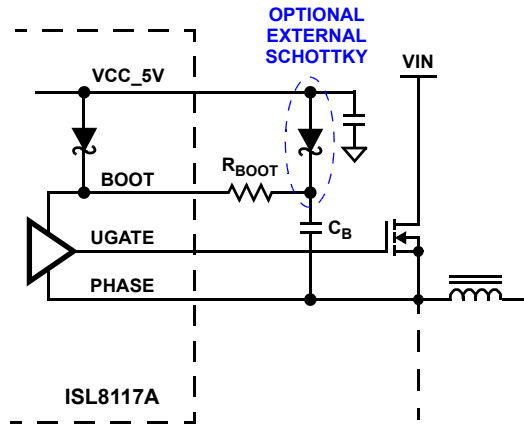 OPTIONAL
EXTERNAL
SCHOTTKY
VCC_5V
VIN
BOOT
RBOOT
CB
UGATE
PHASE
ISL8117A